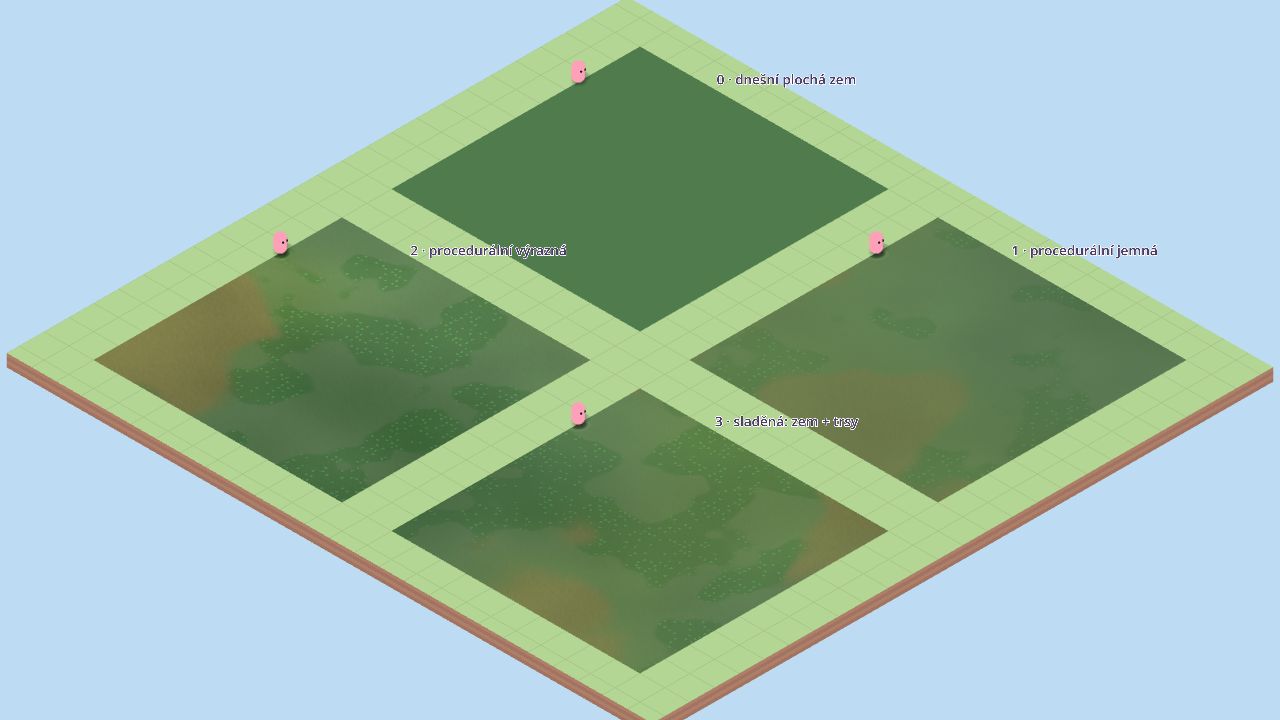 0 · dnešní plochá zem
2 · procedurální výrazná
1 · procedurální jemná
3 · sladěná: zem + trsy